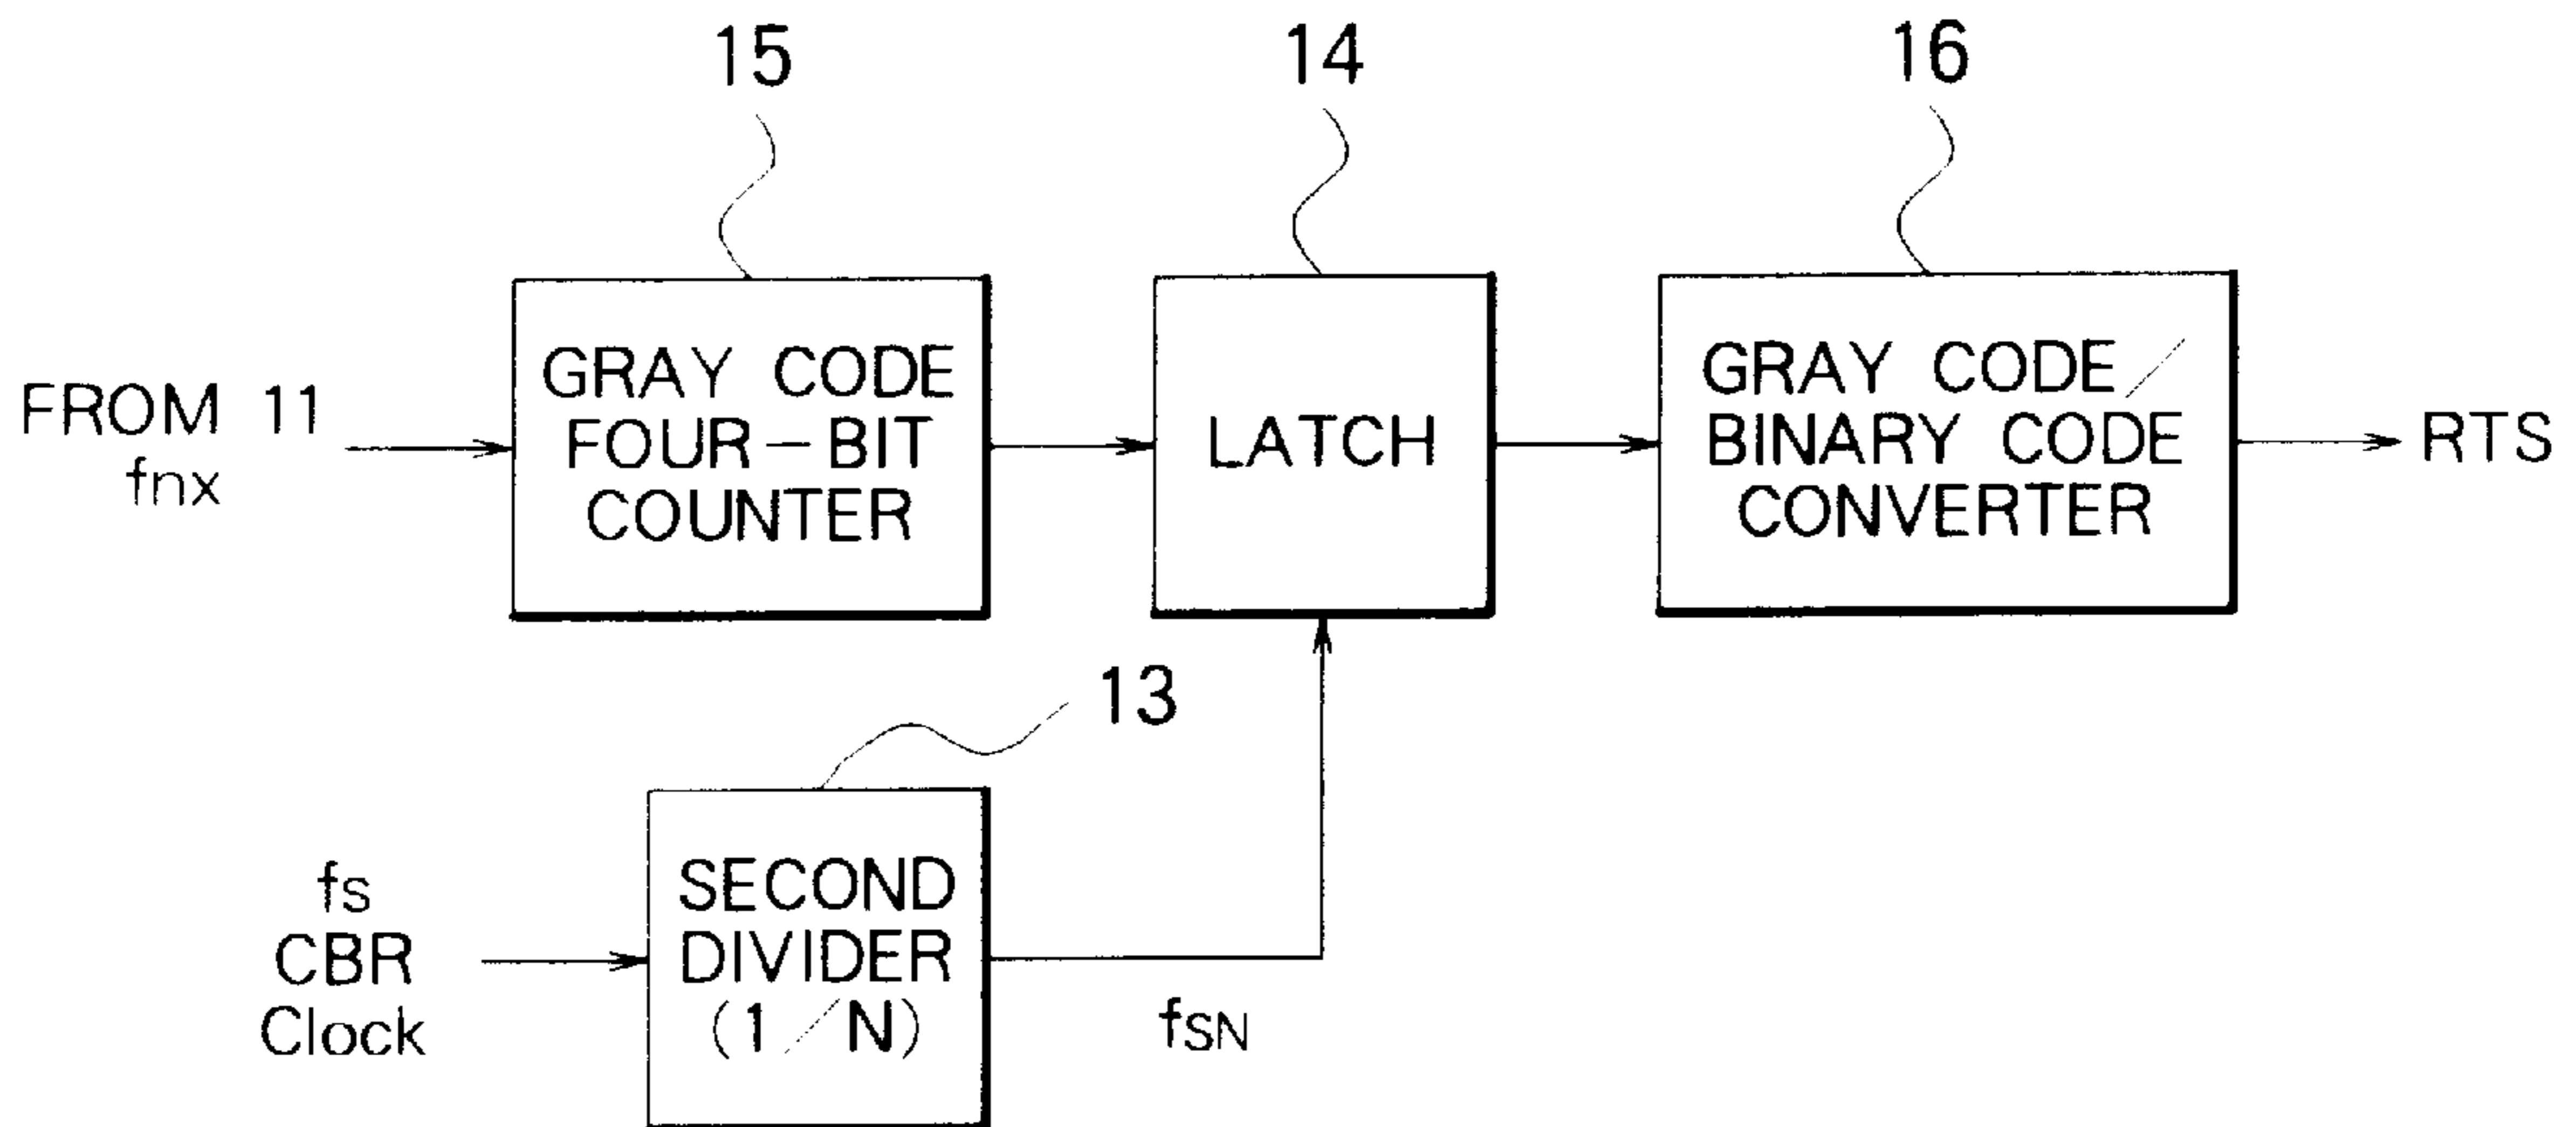 15
14
16
FROM 11
fnx
GRAY CODE
FOUR-BIT
COUNTER
LATCH
GRAY CODE/
BINARY CODE
CONVERTER
RTS
13
fs
CBR
Clock
SECOND
DIVIDER
(1/N)
fSN